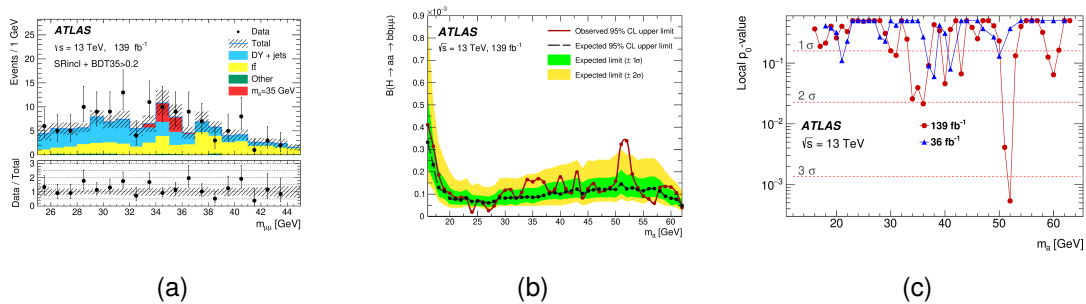 Events / 1 GeV
35
30
25
20
15
10
5
0
ATLAS
√s = 13 TeV, 139 fb⁻¹
SRincl + BDT35>0.2
Data
Total
DY + jets
tt̄
Other
mₐ=35 GeV
Data / Total
3
2
1
0
26 28 30 32 34 36 38 40 42 44
m_μμ [GeV]
(a)
B(H → aa → bbμμ)
×10⁻³
0.9
0.8
0.7
0.6
0.5
0.4
0.3
0.2
0.1
0
ATLAS
√s = 13 TeV, 139 fb⁻¹
Observed 95% CL upper limit
Expected 95% CL upper limit
Expected limit (± 1σ)
Expected limit (± 2σ)
20 25 30 35 40 45 50 55 60
mₐ [GeV]
(b)
Local p₀-value
1 σ
10⁻¹
2 σ
10⁻²
3 σ
10⁻³
ATLAS
√s = 13 TeV
139 fb⁻¹
36 fb⁻¹
20 30 40 50 60
mₐ [GeV]
(c)